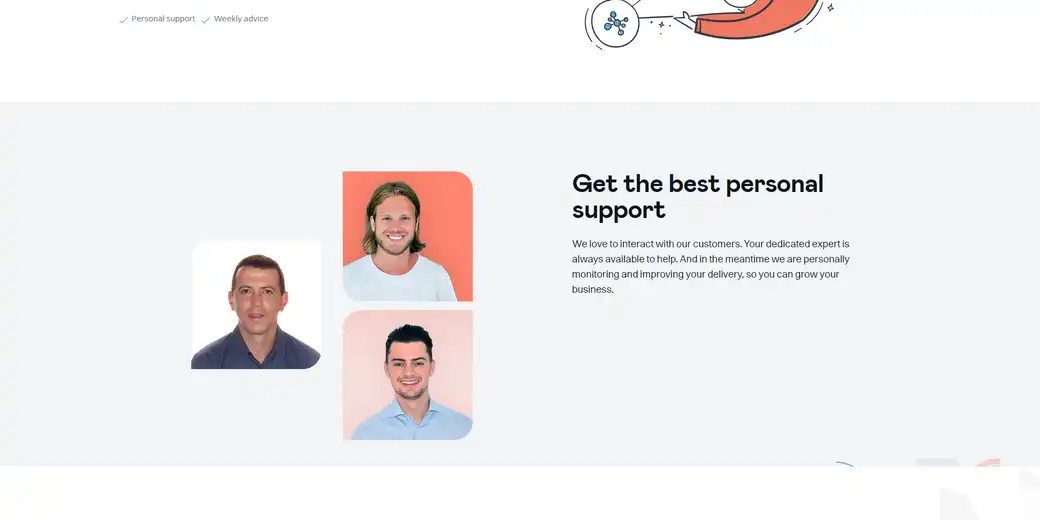 Personal support Weekly advice
Get the best personal
support
We love to interact with our customers. Your dedicated expert is
always available to help. And in the meantime we are personally
monitoring and improving your delivery, so you can grow your
business.